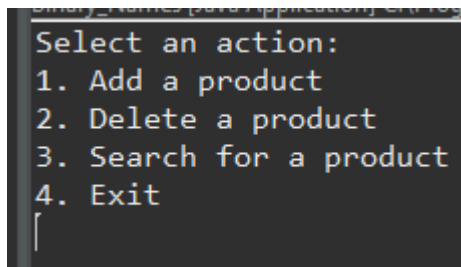 Select an action:
1. Add a product
2. Delete a product
3. Search for a product
4. Exit